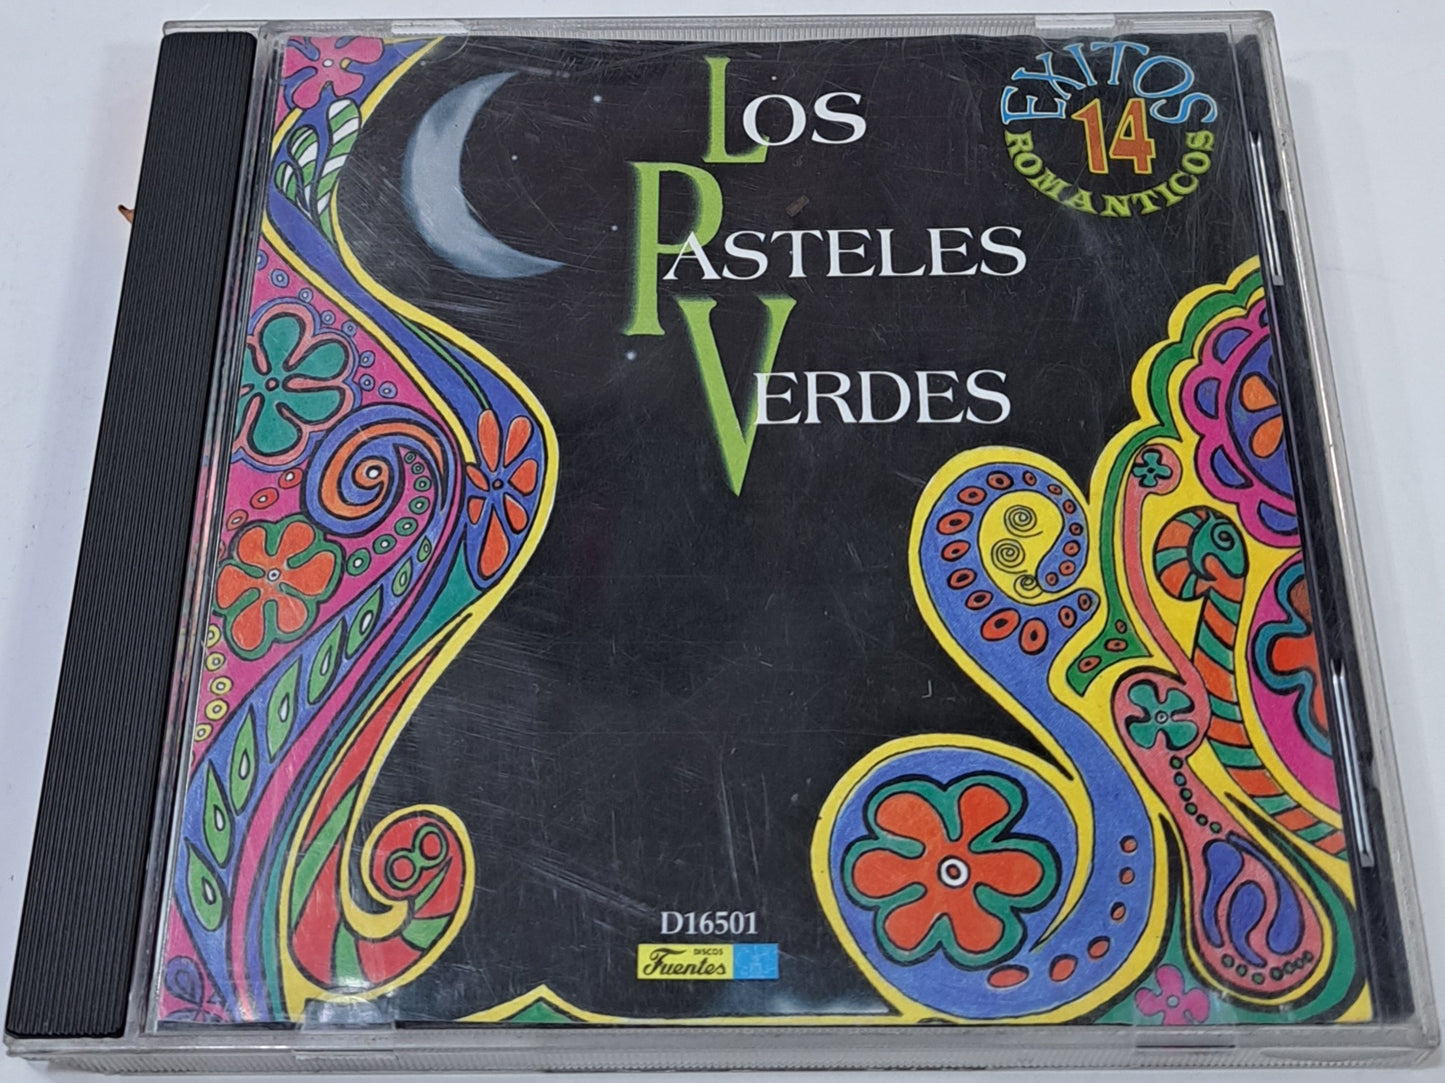 LOS
PASTELES
VERDES
EXITOS
14
ROMANTICOS
D16501
DISCOS
Fuentes